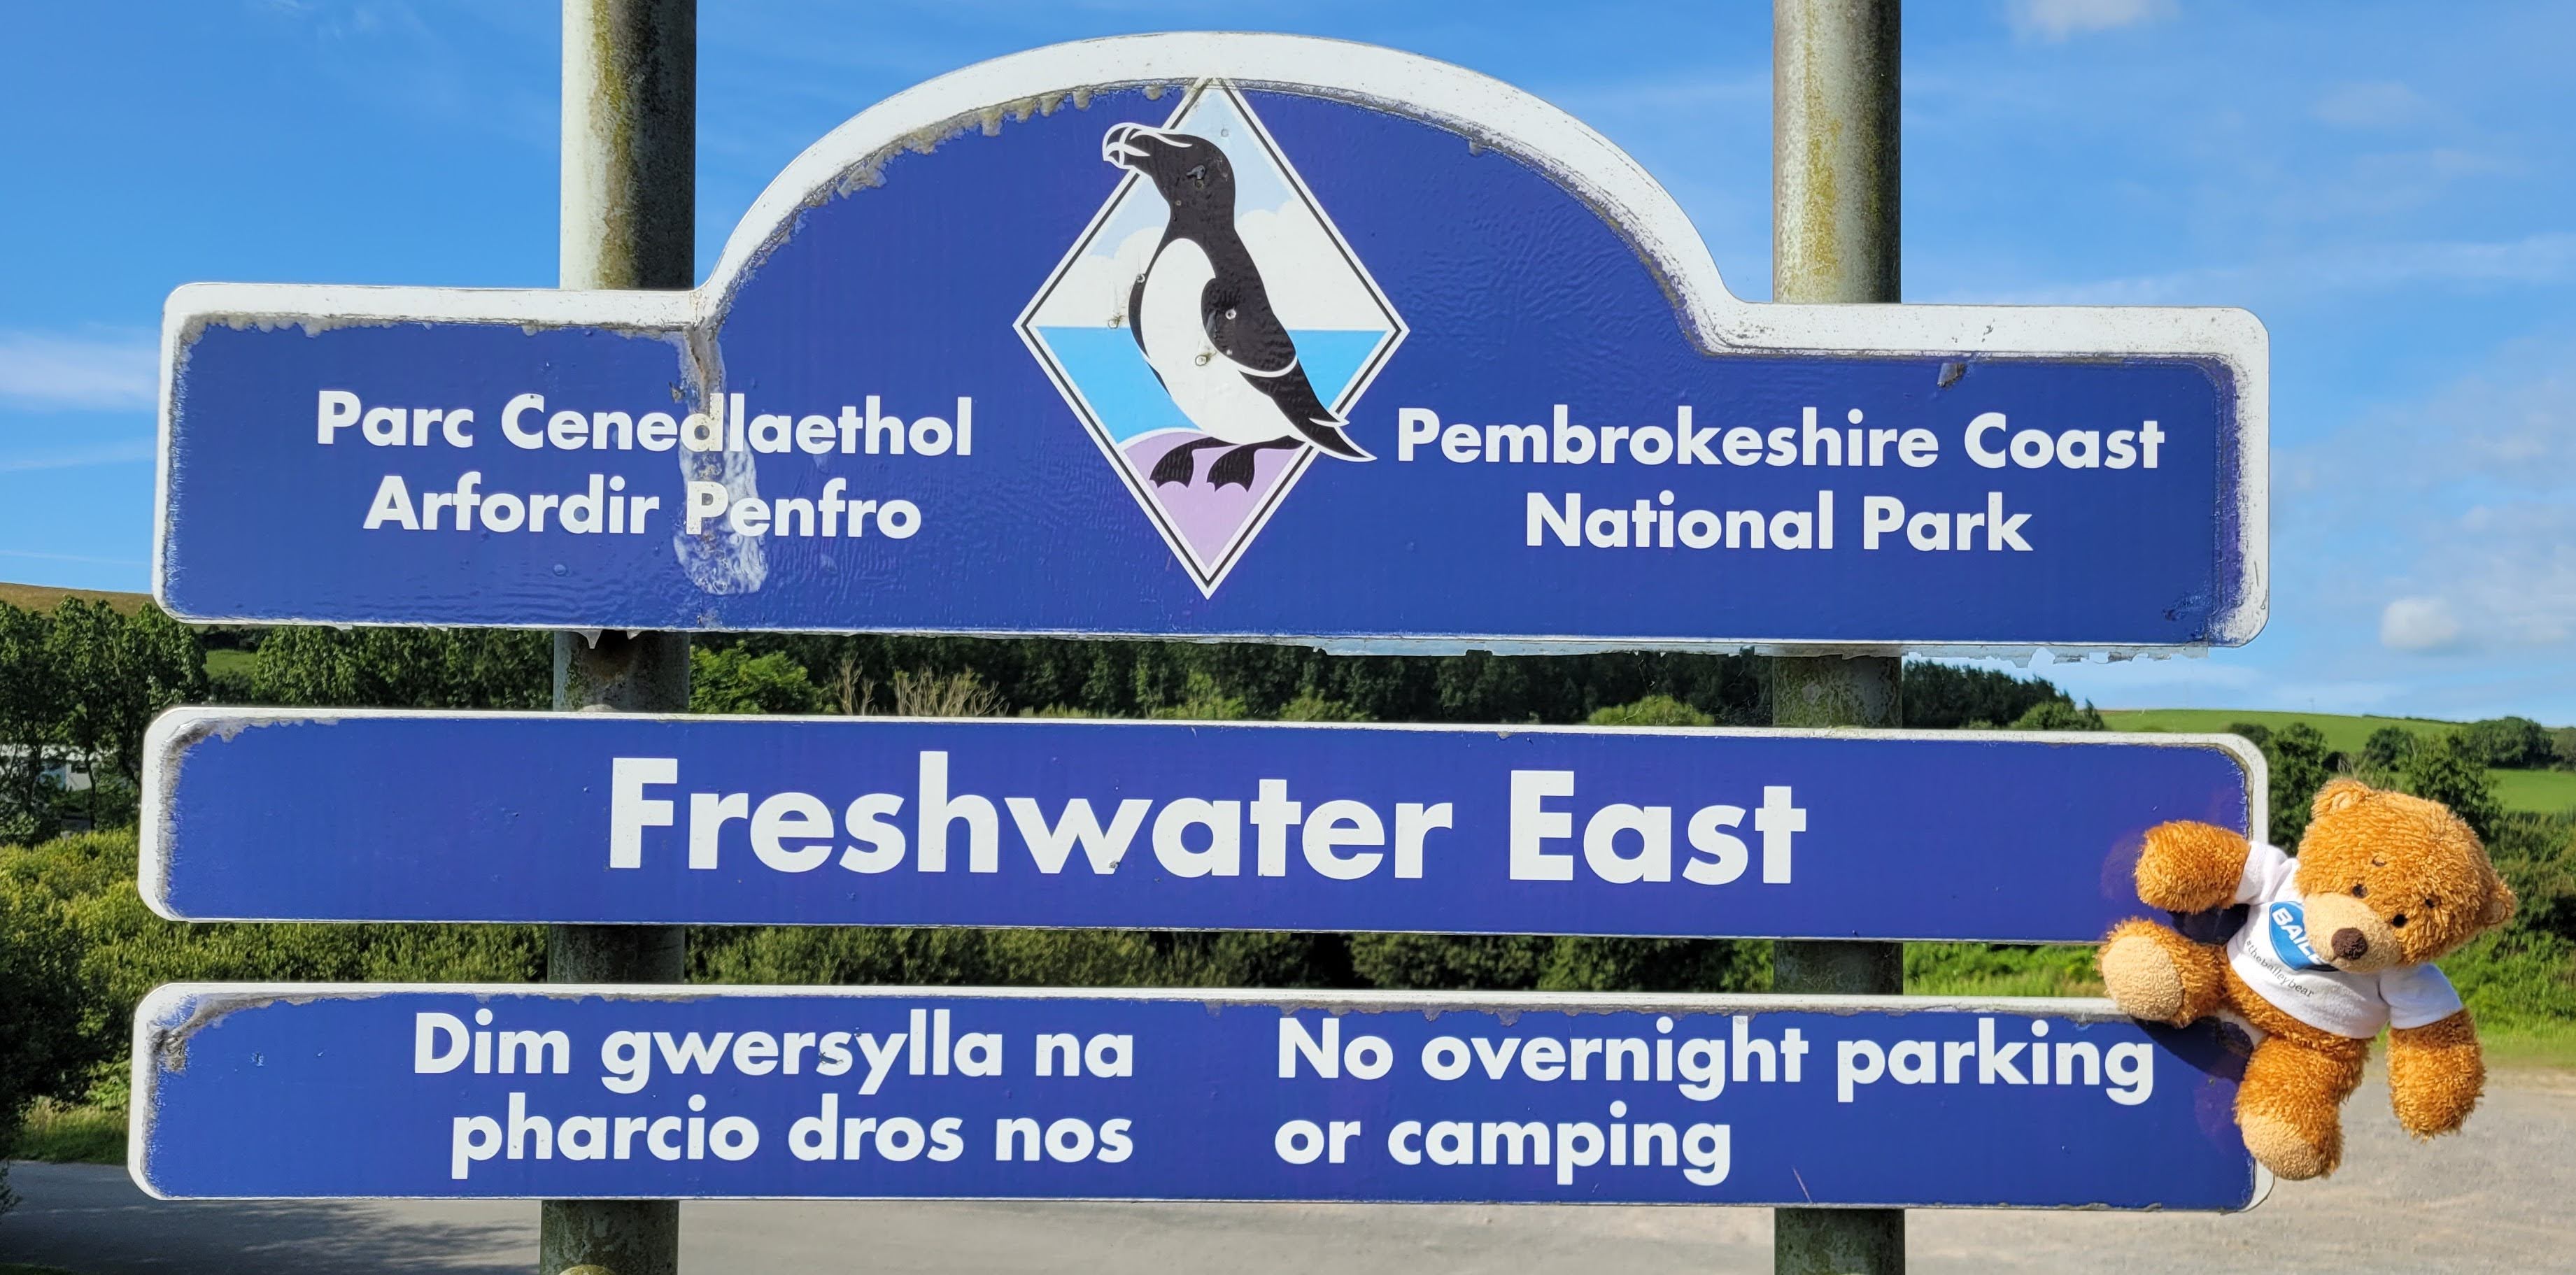 Parc Cenedlaethol
Arfordir Penfro
Pembrokeshire Coast
National Park
Freshwater East
Dim gwersylla na
pharcio dros nos
No overnight parking
or camping
#thebaileybear